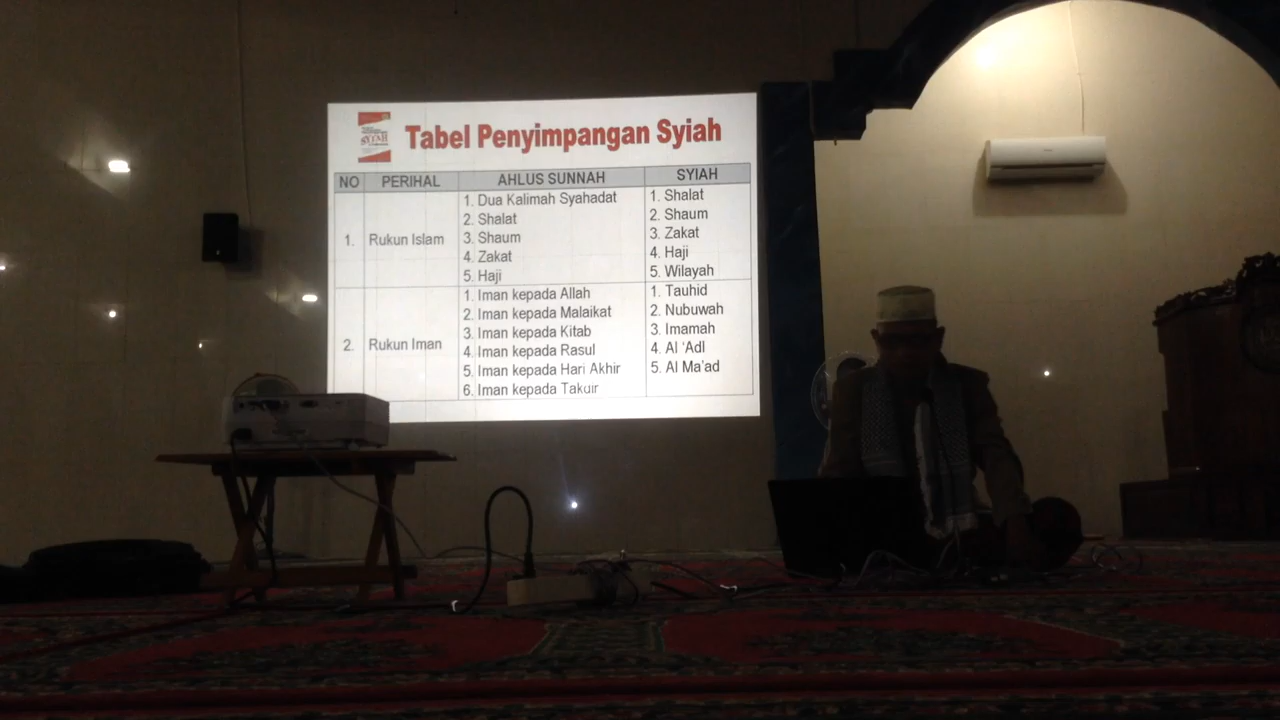 SYIAH
Tabel Penyimpangan Syiah
NO PERIHAL AHLUS SUNNAH SYIAH
1. Rukun Islam
1. Dua Kalimah Syahadat
2. Shalat
3. Shaum
4. Zakat
5. Haji
1. Shalat
2. Shaum
3. Zakat
4. Haji
5. Wilayah
2. Rukun Iman
1. Iman kepada Allah
2. Iman kepada Malaikat
3. Iman kepada Kitab
4. Iman kepada Rasul
5. Iman kepada Hari Akhir
6. Iman kepada Takdir
1. Tauhid
2. Nubuwah
3. Imamah
4. Al ‘Adl
5. Al Ma’ad